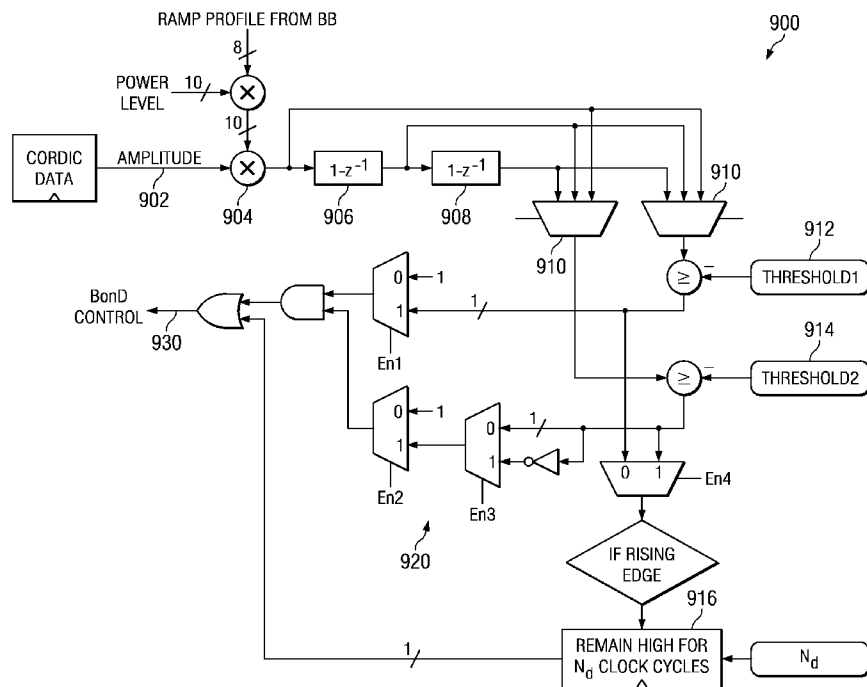 RAMP PROFILE FROM BB
8
900
POWER
LEVEL
10
×
10
CORDIC
DATA
AMPLITUDE
902
×
904
1-z⁻¹
906
1-z⁻¹
908
910
910
912
≥
−
THRESHOLD1
0
1
1
1
En1
BonD
CONTROL
930
914
≥
−
THRESHOLD2
0
1
1
En2
0
1
1
En3
0 1
En4
920
IF RISING
EDGE
916
REMAIN HIGH FOR
Nd CLOCK CYCLES
Nd
1